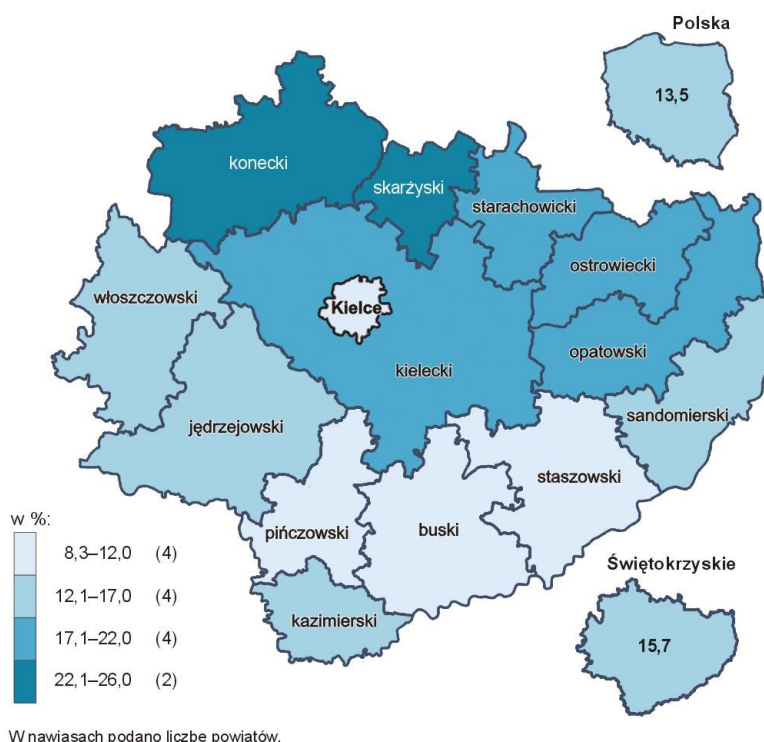 Polska
13,5
konecki
skarżyski
starachowicki
ostrowiecki
włoszczowski
Kielce
opatowski
kielecki
sandomierski
jędrzejowski
staszowski
w %:
pińczowski
buski
8,3–12,0 (4)
Świętokrzyskie
12,1–17,0 (4)
kazimierski
15,7
17,1–22,0 (4)
22,1–26,0 (2)
W nawiasach podano liczbę powiatów.